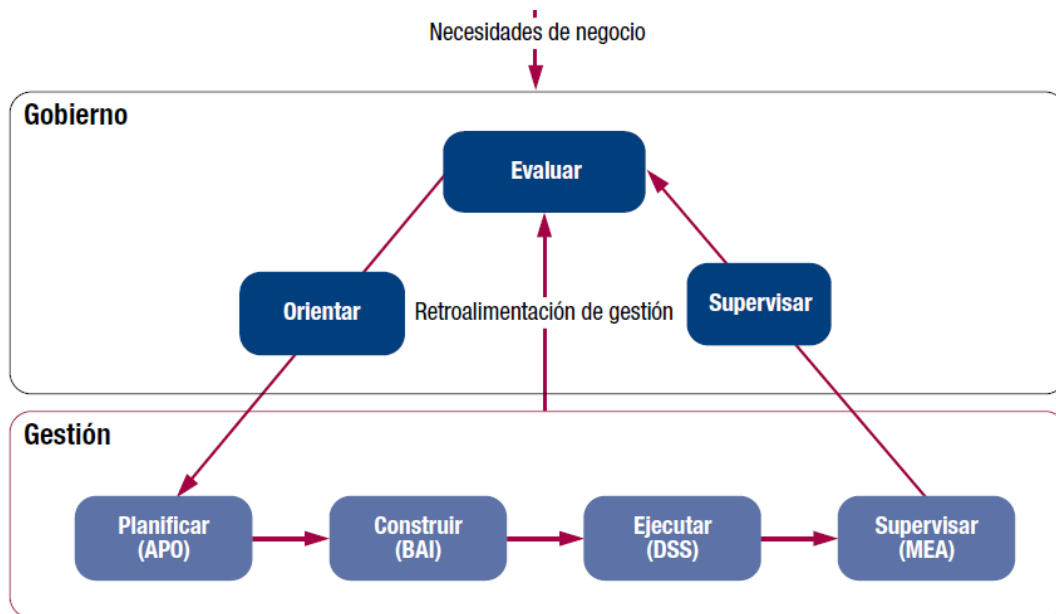 Necesidades de negocio
Gobierno
Evaluar
Orientar
Retroalimentación de gestión
Supervisar
Gestión
Planificar
(APO)
Construir
(BAI)
Ejecutar
(DSS)
Supervisar
(MEA)